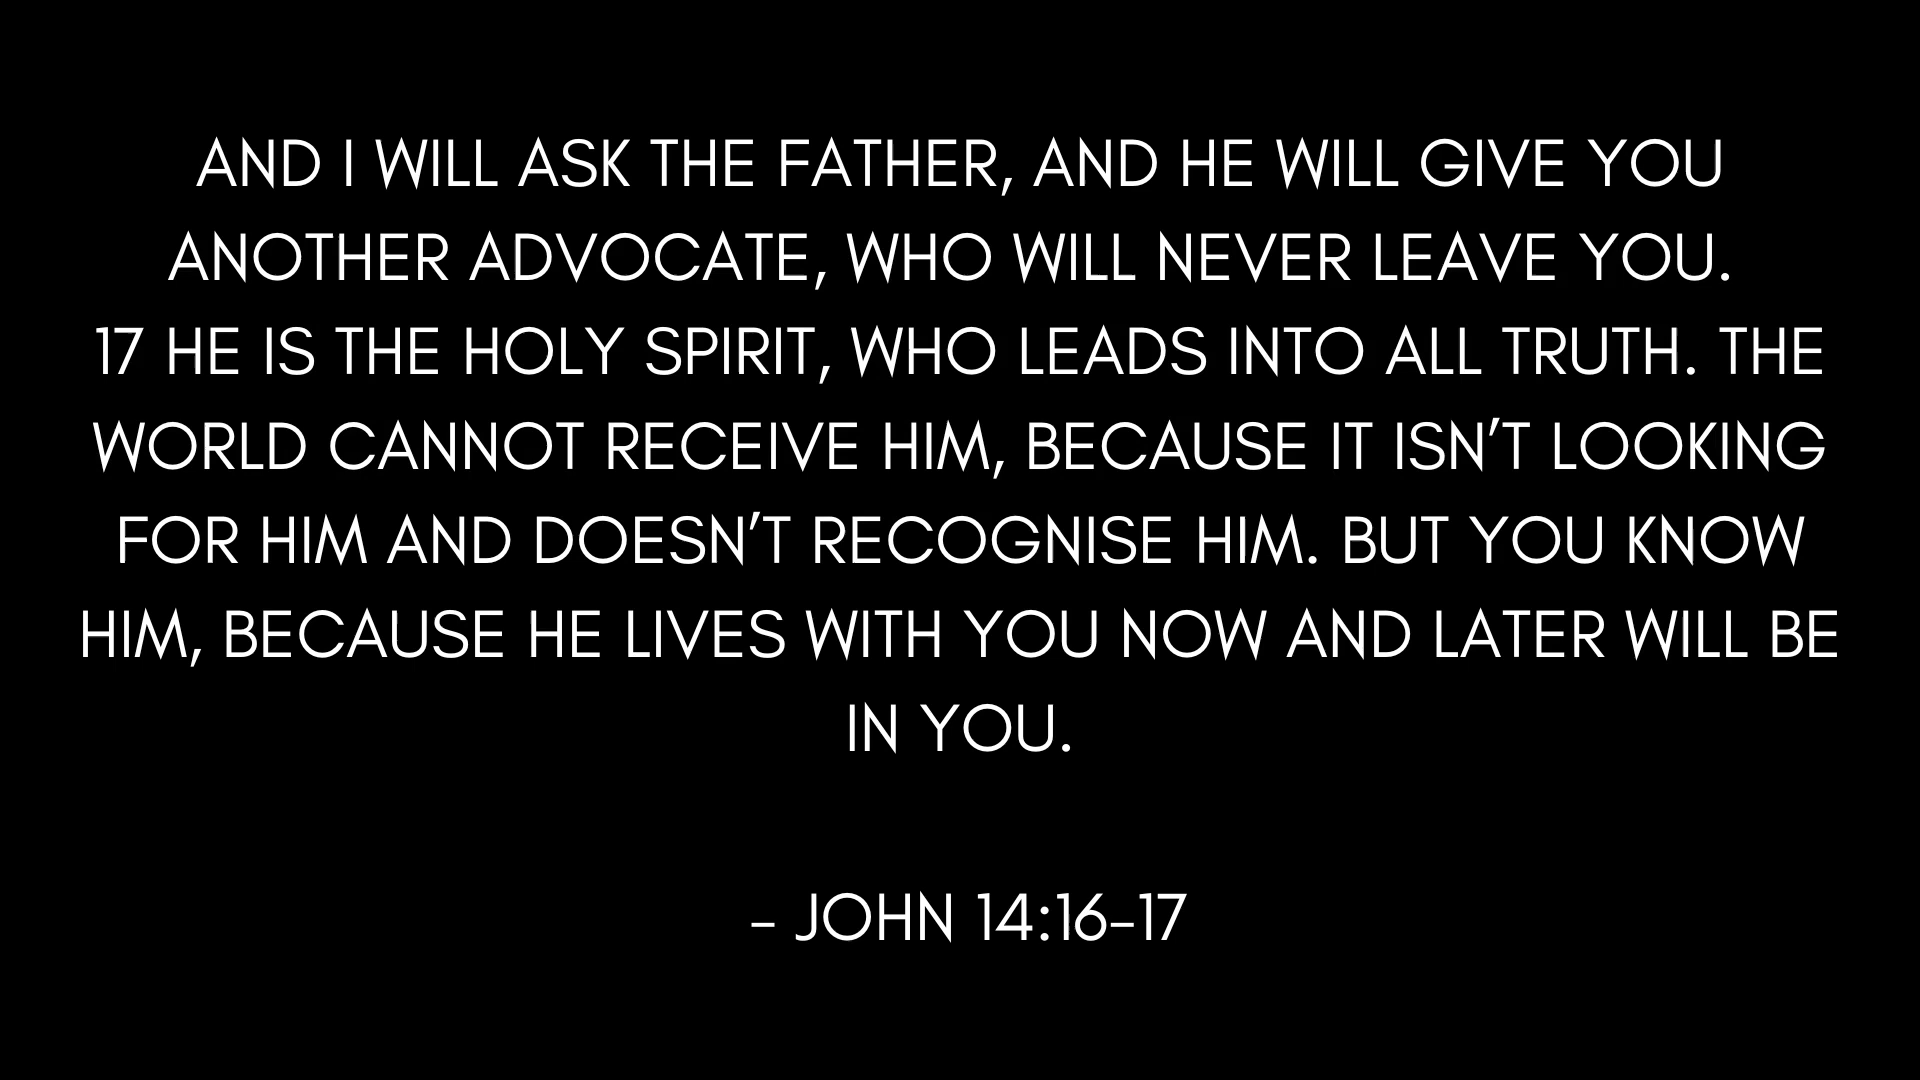 AND I WILL ASK THE FATHER, AND HE WILL GIVE YOU
ANOTHER ADVOCATE, WHO WILL NEVER LEAVE YOU.
17 HE IS THE HOLY SPIRIT, WHO LEADS INTO ALL TRUTH. THE
WORLD CANNOT RECEIVE HIM, BECAUSE IT ISN'T LOOKING
FOR HIM AND DOESN'T RECOGNISE HIM. BUT YOU KNOW
HIM, BECAUSE HE LIVES WITH YOU NOW AND LATER WILL BE
IN YOU.
– JOHN 14:16–17